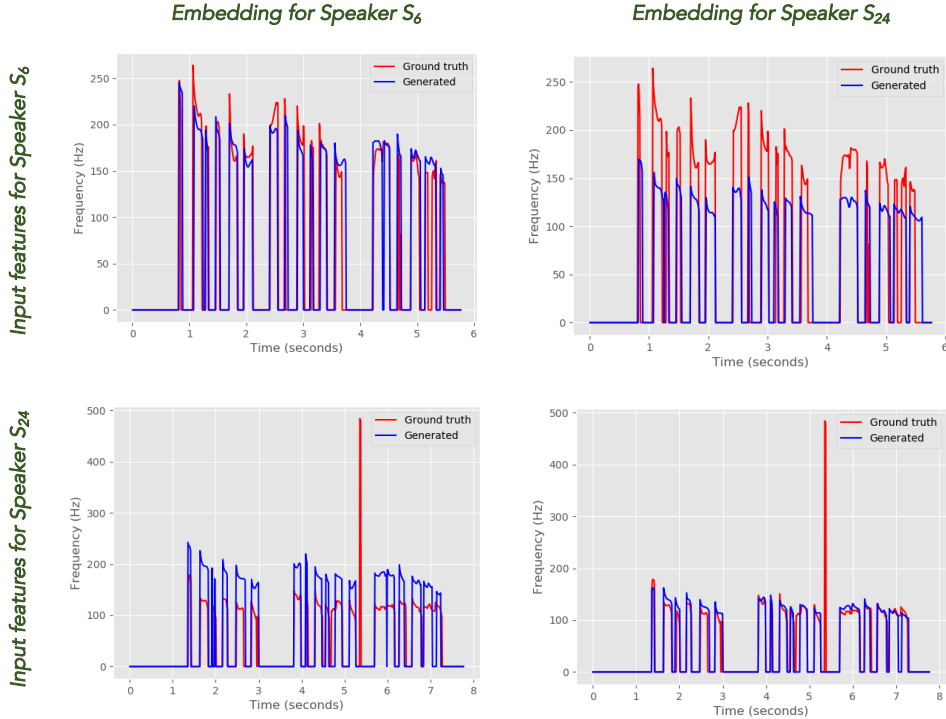 Embedding for Speaker S6
Embedding for Speaker S24
Input features for Speaker S6
Frequency (Hz)
250
200
150
100
50
0
0 1 2 3 4 5 6
Time (seconds)
Ground truth
Generated
Frequency (Hz)
250
200
150
100
50
0
0 1 2 3 4 5 6
Time (seconds)
Ground truth
Generated
Input features for Speaker S24
Frequency (Hz)
500
400
300
200
100
0
0 1 2 3 4 5 6 7 8
Time (seconds)
Ground truth
Generated
Frequency (Hz)
500
400
300
200
100
0
0 1 2 3 4 5 6 7 8
Time (seconds)
Ground truth
Generated